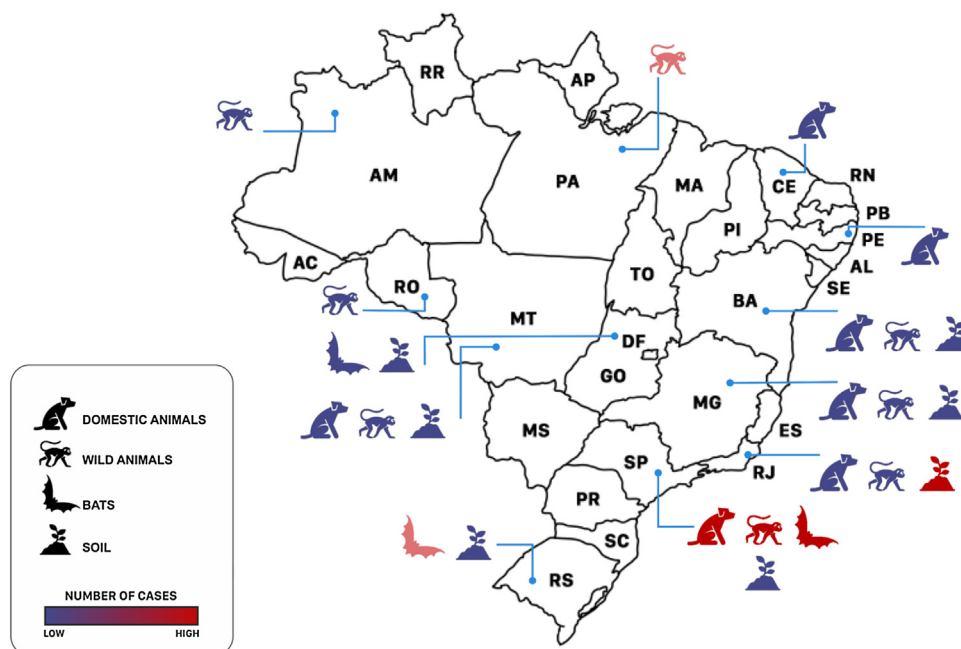 RR
AP
AM
PA
MA
CE
RN
PB
PI
PE
AC
RO
TO
AL
SE
BA
MT
DF
GO
MG
MS
ES
SP
RJ
PR
SC
RS
DOMESTIC ANIMALS
WILD ANIMALS
BATS
SOIL
NUMBER OF CASES
LOW HIGH